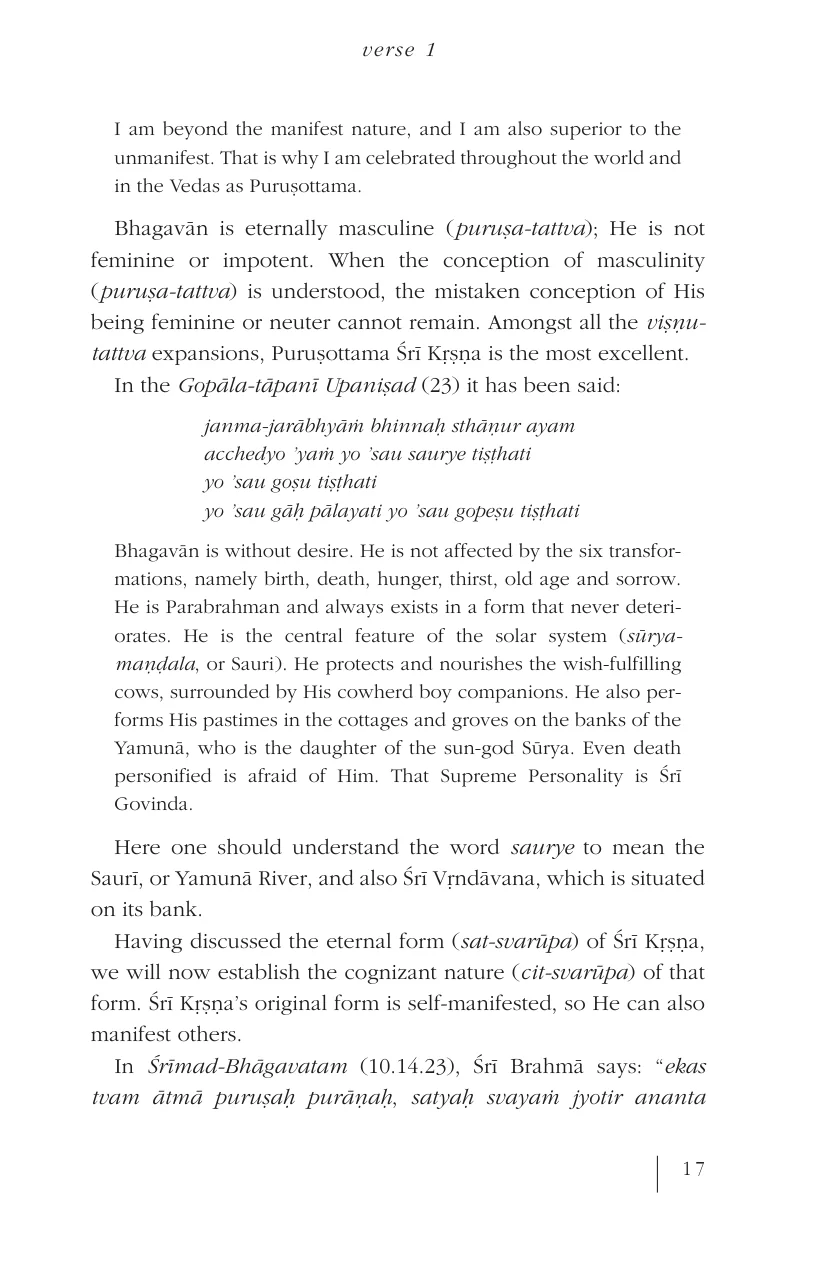 verse 1
I am beyond the manifest nature, and I am also superior to the
unmanifest. That is why I am celebrated throughout the world and
in the Vedas as Puruṣottama.
Bhagavān is eternally masculine (puruṣa-tattva); He is not
feminine or impotent. When the conception of masculinity
(puruṣa-tattva) is understood, the mistaken conception of His
being feminine or neuter cannot remain. Amongst all the viṣṇu-
tattva expansions, Puruṣottama Śrī Kṛṣṇa is the most excellent.
In the Gopāla-tāpanī Upaniṣad (23) it has been said:
janma-jarābhyāṁ bhinnaḥ sthāṇur ayam
acchedyo ’yaṁ yo ’sau saurye tiṣṭhati
yo ’sau goṣu tiṣṭhati
yo ’sau gāḥ pālayati yo ’sau gopeṣu tiṣṭhati
Bhagavān is without desire. He is not affected by the six transfor-
mations, namely birth, death, hunger, thirst, old age and sorrow.
He is Parabrahman and always exists in a form that never deteri-
orates. He is the central feature of the solar system (sūrya-
maṇḍala, or Sauri). He protects and nourishes the wish-fulfilling
cows, surrounded by His cowherd boy companions. He also per-
forms His pastimes in the cottages and groves on the banks of the
Yamunā, who is the daughter of the sun-god Sūrya. Even death
personified is afraid of Him. That Supreme Personality is Śrī
Govinda.
Here one should understand the word saurye to mean the
Saurī, or Yamunā River, and also Śrī Vṛndāvana, which is situated
on its bank.
Having discussed the eternal form (sat-svarūpa) of Śrī Kṛṣṇa,
we will now establish the cognizant nature (cit-svarūpa) of that
form. Śrī Kṛṣṇa’s original form is self-manifested, so He can also
manifest others.
In Śrīmad-Bhāgavatam (10.14.23), Śrī Brahmā says: “ekas
tvam ātmā puruṣaḥ purāṇaḥ, satyaḥ svayaṁ jyotir ananta
17